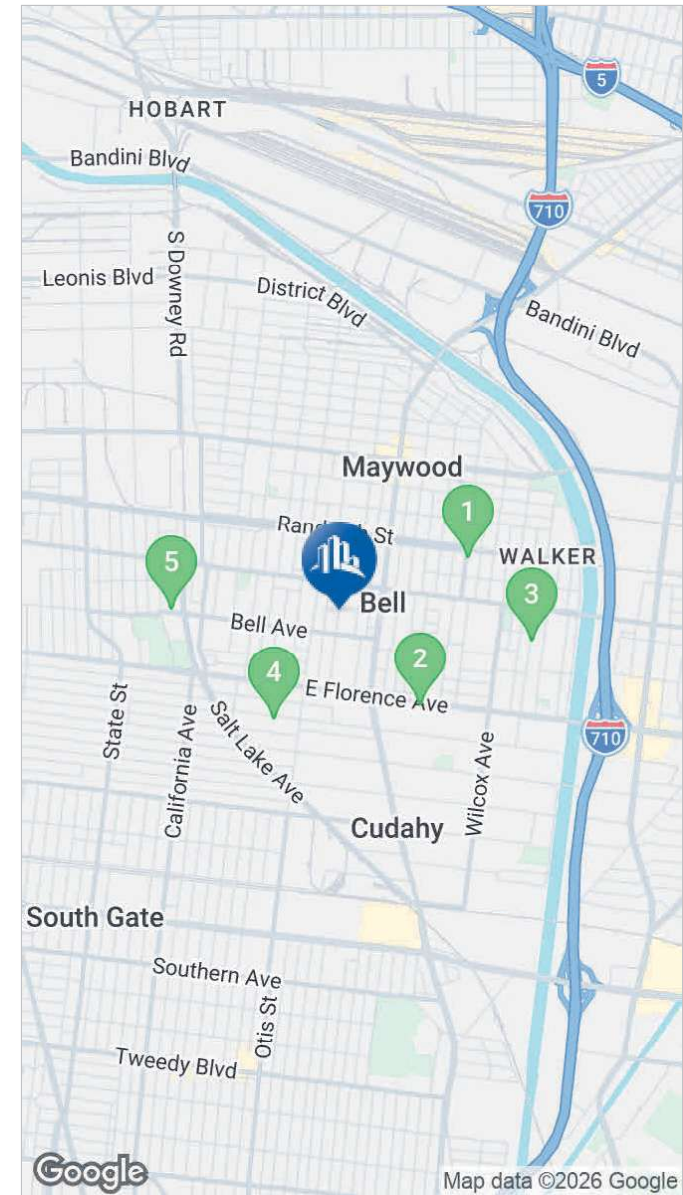 5
HOBART
Bandini Blvd
710
S Downey Rd
Leonis Blvd
District Blvd
Bandini Blvd
Maywood
1
St
WALKER
5
3
Bell
Bell Ave
2
4
E Florence Ave
State St
California Ave
Salt Lake Ave
Wilcox Ave
710
Cudahy
South Gate
Southern Ave
Otis St
Tweedy Blvd
Google
Map data ©2026 Google